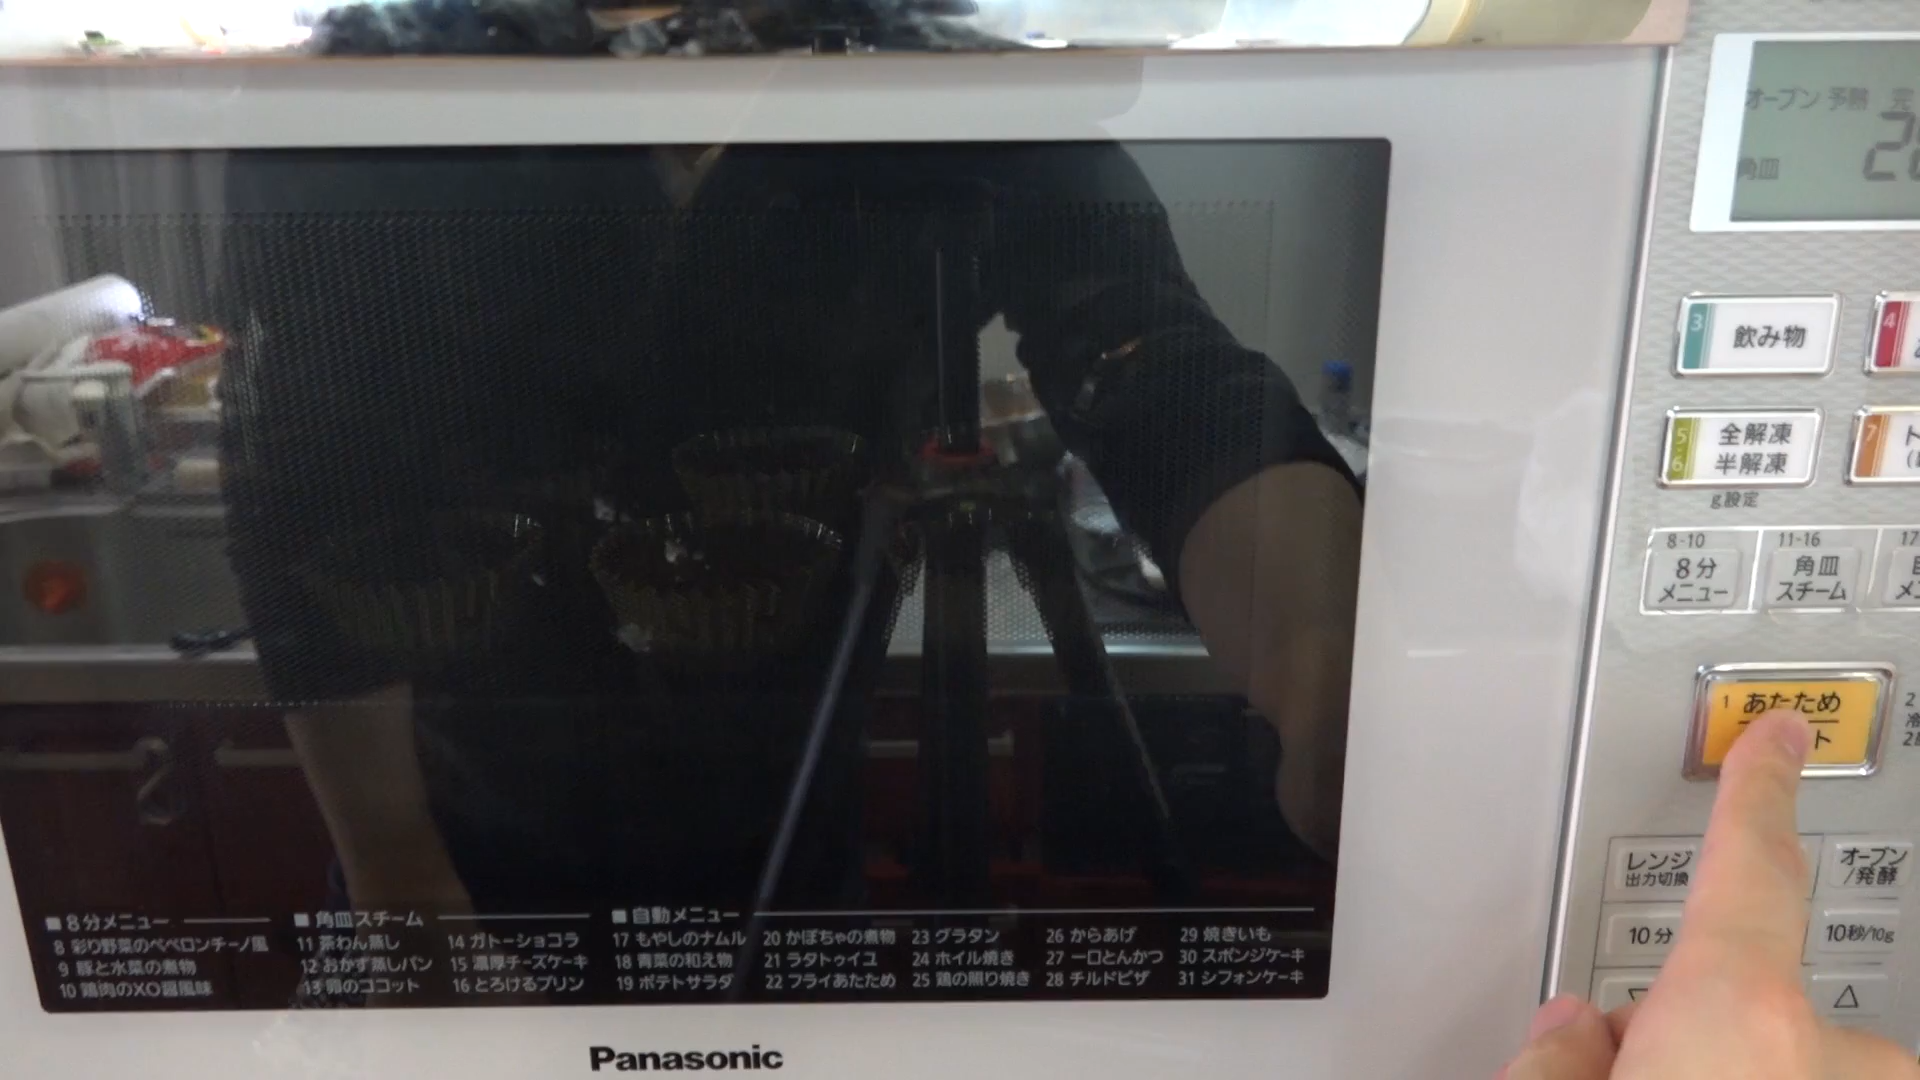 オーブン 予熱 完
角皿
3 飲み物
4
5 全解凍
6 半解凍
7
g設定
8-10
8分
メニュー
11-16
角皿
スチーム
17
1 あたため
ト
2
レンジ
出力切換
オーブン
/発酵
10分
10秒/10g
▽
△
■8分メニュー
8 彩り野菜のペペロンチーノ風
9 豚と水菜の煮物
10 鶏肉のXO醤風味
■角皿スチーム
11 茶わん蒸し
12 おかず蒸しパン
13 卵のココット
14 ガトーショコラ
15 濃厚チーズケーキ
16 とろけるプリン
■自動メニュー
17 もやしのナムル
18 青菜の和え物
19 ポテトサラダ
20 かぼちゃの煮物
21 ラタトゥイユ
22 フライあたため
23 グラタン
24 ホイル焼き
25 鶏の照り焼き
26 からあげ
27 一口とんかつ
28 チルドピザ
29 焼きいも
30 スポンジケーキ
31 シフォンケーキ
Panasonic